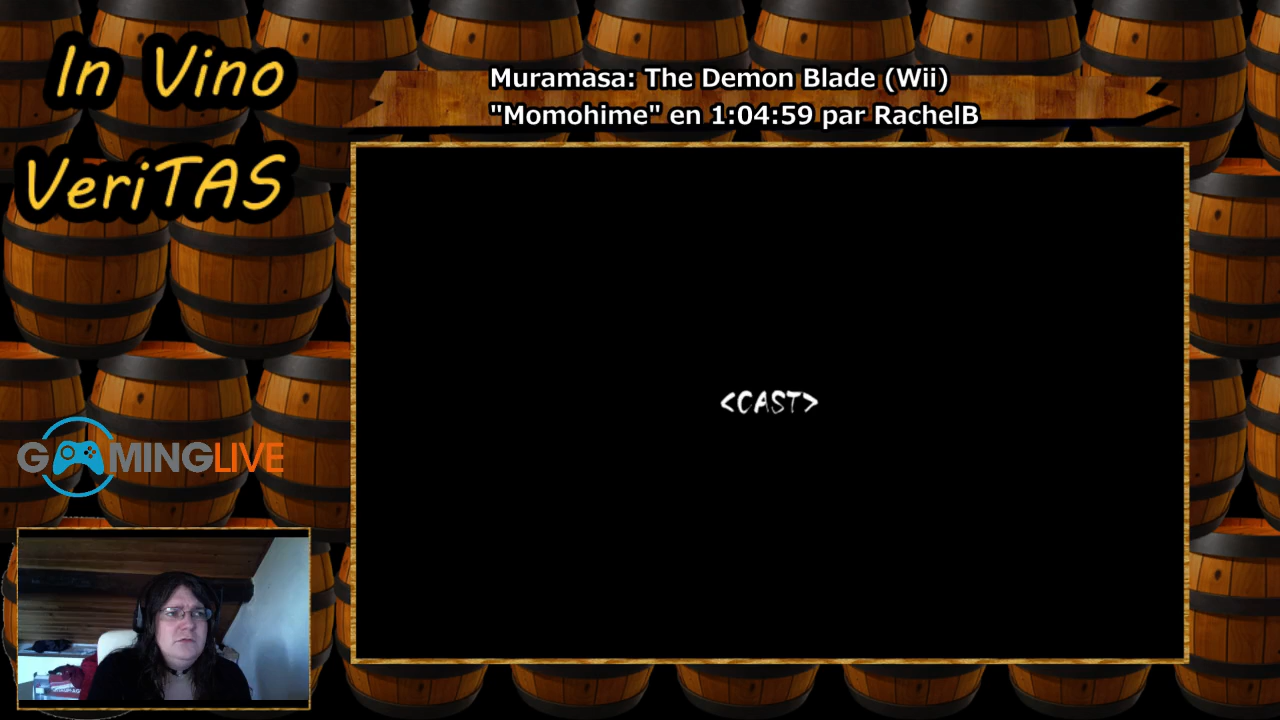 In Vino
VeriTAS
Muramasa: The Demon Blade (Wii)
"Momohime" en 1:04:59 par RachelB
<CAST>
GAMINGLIVE